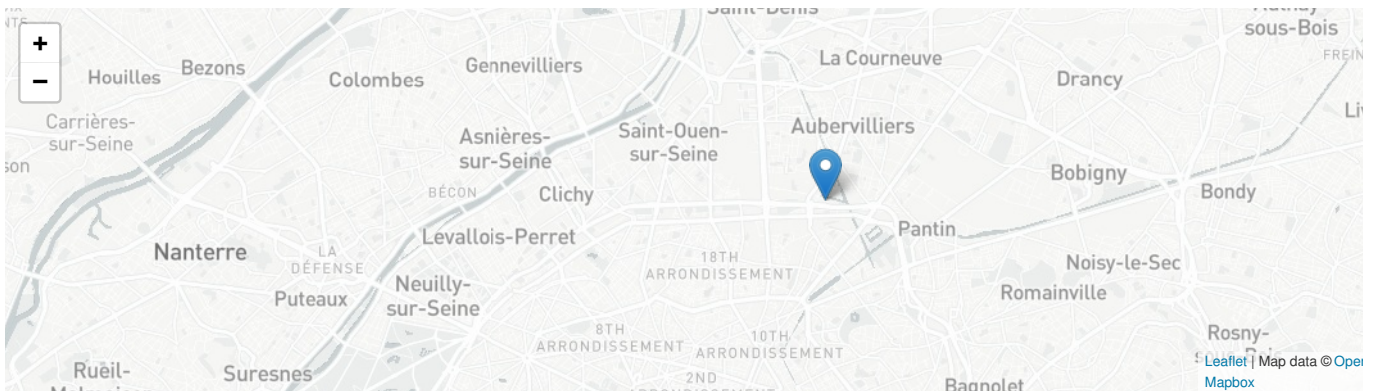 Saint-Denis
sous-Bois
+
La Courneuve
Gennevilliers
Bezons
Houilles
Colombes
Drancy
−
Carrières-
sur-Seine
Asnières-
sur-Seine
Saint-Ouen-
sur-Seine
Aubervilliers
BÉCON
Clichy
Bobigny
Bondy
Pantin
Levallois-Perret
Nanterre
LA
DÉFENSE
18TH
ARRONDISSEMENT
Noisy-le-Sec
Neuilly-
sur-Seine
Puteaux
Romainville
8TH
ARRONDISSEMENT
10TH
ARRONDISSEMENT
Rosny-
Rueil-
Suresnes
2ND
Bagnolet
Leaflet | Map data © Open
Mapbox